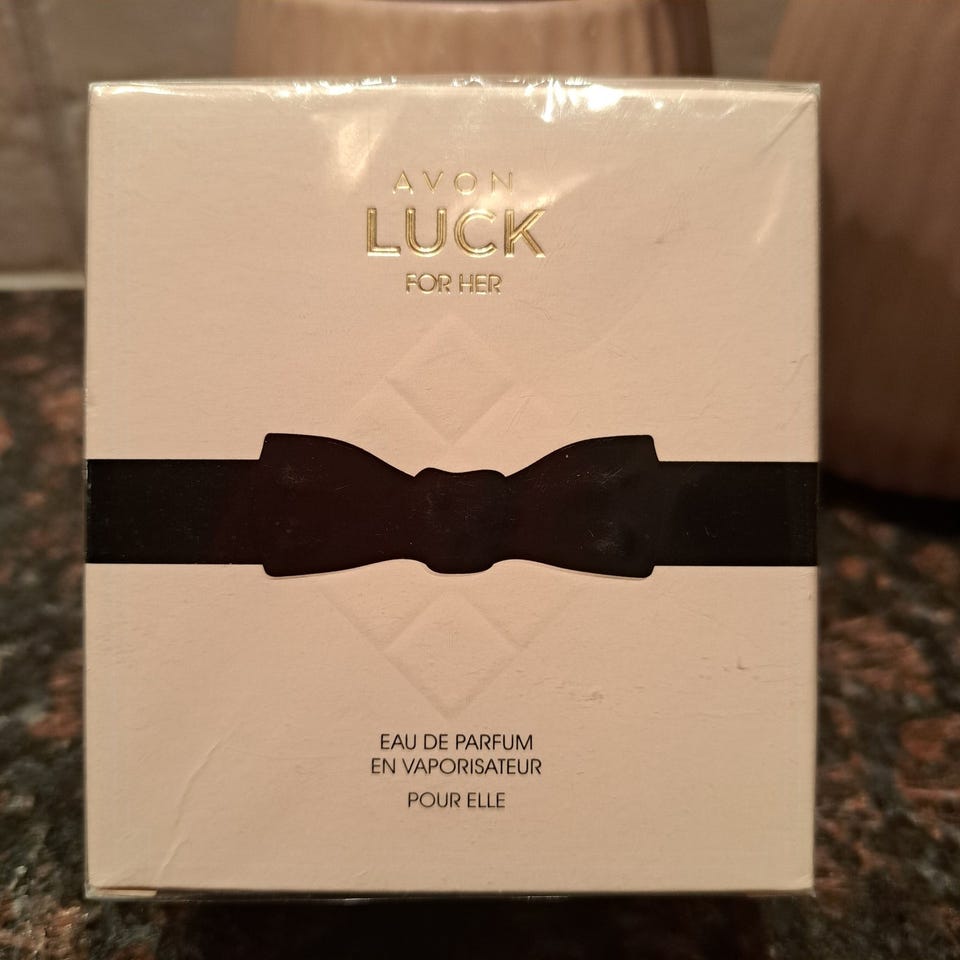 AVON
LUCK
FOR HER
EAU DE PARFUM
EN VAPORISATEUR
POUR ELLE